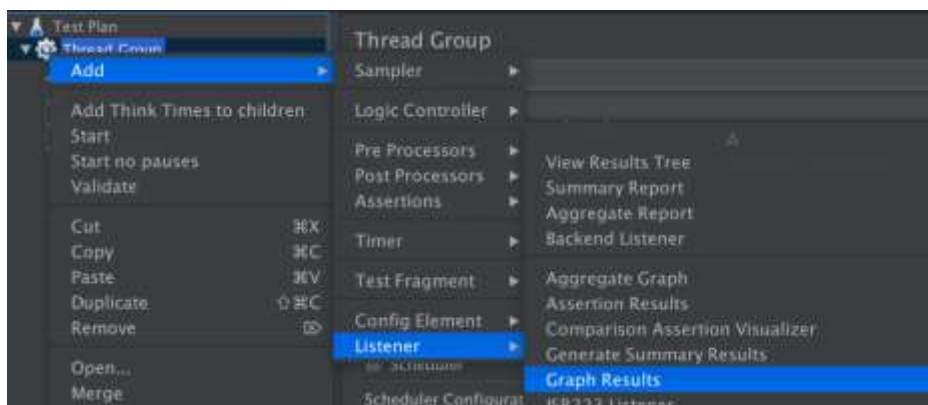 Test Plan
Thread Group
Add
Add Think Times to children
Start
Start no pauses
Validate
Cut ⌘X
Copy ⌘C
Paste ⌘V
Duplicate ⇧⌘C
Remove ⌦
Open...
Merge
Thread Group
Sampler
Logic Controller
Pre Processors
Post Processors
Assertions
Timer
Test Fragment
Config Element
Listener
Scheduler
Scheduler Configurat
View Results Tree
Summary Report
Aggregate Report
Backend Listener
Aggregate Graph
Assertion Results
Comparison Assertion Visualizer
Generate Summary Results
Graph Results
JSR223 Listener